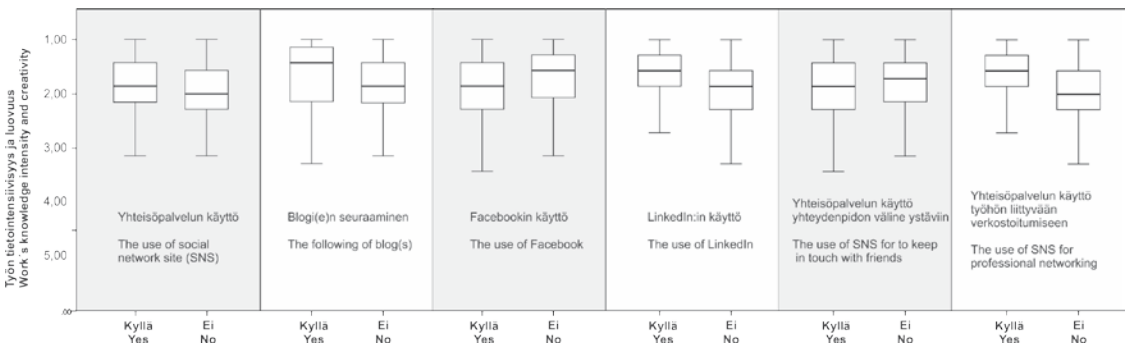 Työn tietointensiivisyys ja luovuus
Work´s knowledge intensity and creativity
1,00
2,00
3,00
4,00
5,00
,00
Yhteisöpalvelun käyttö
The use of social
network site (SNS)
Blogi(e)n seuraaminen
The following of blog(s)
Facebookin käyttö
The use of Facebook
LinkedIn:in käyttö
The use of LinkedIn
Yhteisöpalvelun käyttö
yhteydenpidon väline ystäviin
The use of SNS for to keep
in touch with friends
Yhteisöpalvelun käyttö
työhön liittyvään
verkostoitumiseen
The use of SNS for
professional networking
Kyllä Ei
Yes No
Kyllä Ei
Yes No
Kyllä Ei
Yes No
Kyllä Ei
Yes No
Kyllä Ei
Yes No
Kyllä Ei
Yes No